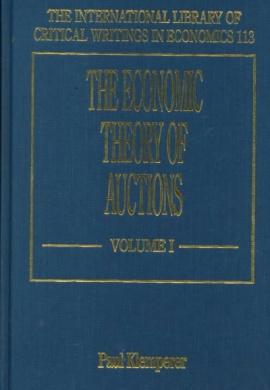 THE INTERNATIONAL LIBRARY OF
CRITICAL WRITINGS IN ECONOMICS 113
THE ECONOMIC
THEORY OF
AUCTIONS
VOLUME I
Paul Klemperer